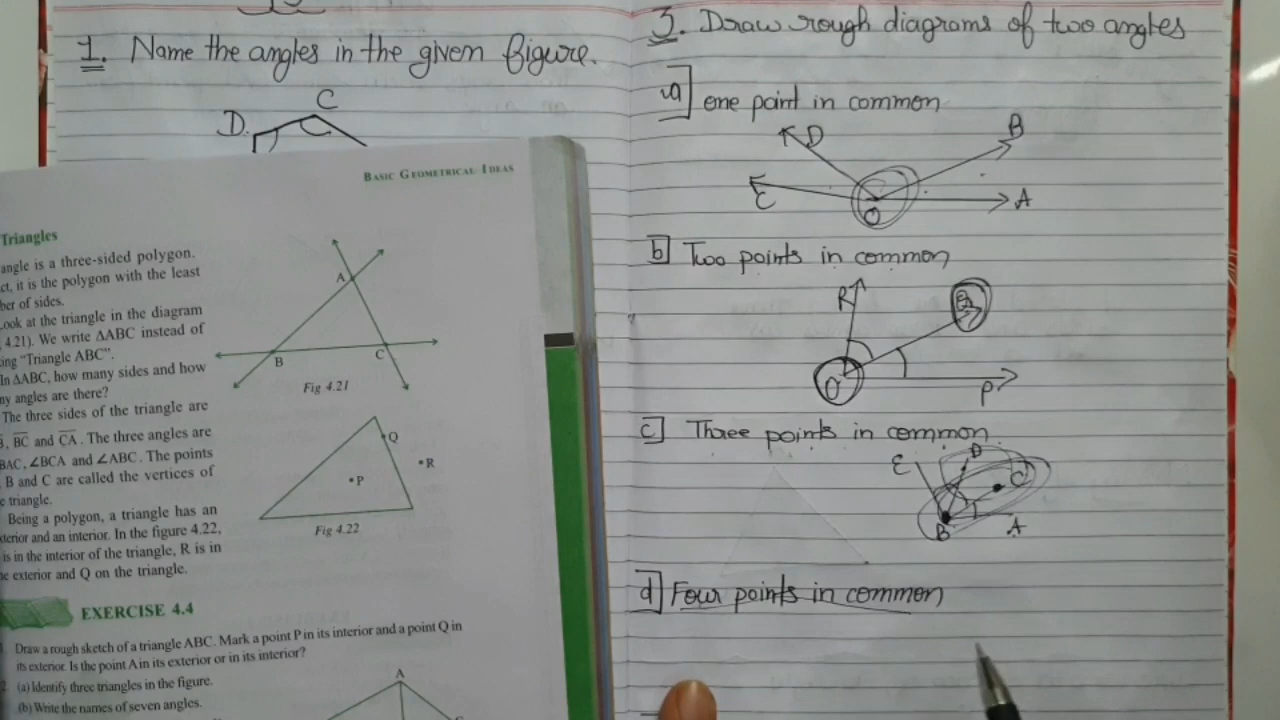 1. Name the angles in the given figure.
D
C
BASIC GEOMETRICAL IDEAS
Triangles
angle is a three-sided polygon.
ct, it is the polygon with the least
ber of sides.
Look at the triangle in the diagram
4.21). We write ΔABC instead of
ing “Triangle ABC”.
In ΔABC, how many sides and how
ny angles are there?
The three sides of the triangle are
BC and CA. The three angles are
BAC, ∠BCA and ∠ABC. The points
B and C are called the vertices of
e triangle.
Being a polygon, a triangle has an
xterior and an interior. In the figure 4.22,
is in the interior of the triangle, R is in
he exterior and Q on the triangle.
A
B
C
Fig 4.21
Q
R
P
Fig 4.22
EXERCISE 4.4
Draw a rough sketch of a triangle ABC. Mark a point P in its interior and a point Q in
its exterior. Is the point A in its exterior or in its interior?
2. (a) Identify three triangles in the figure.
(b) Write the names of seven angles.
A
3. Draw rough diagrams of two angles
a) one point in common
D
B
C
O
A
b) Two points in common
R
O
P
c) Three points in common
E
D
C
B
A
d) Four points in common